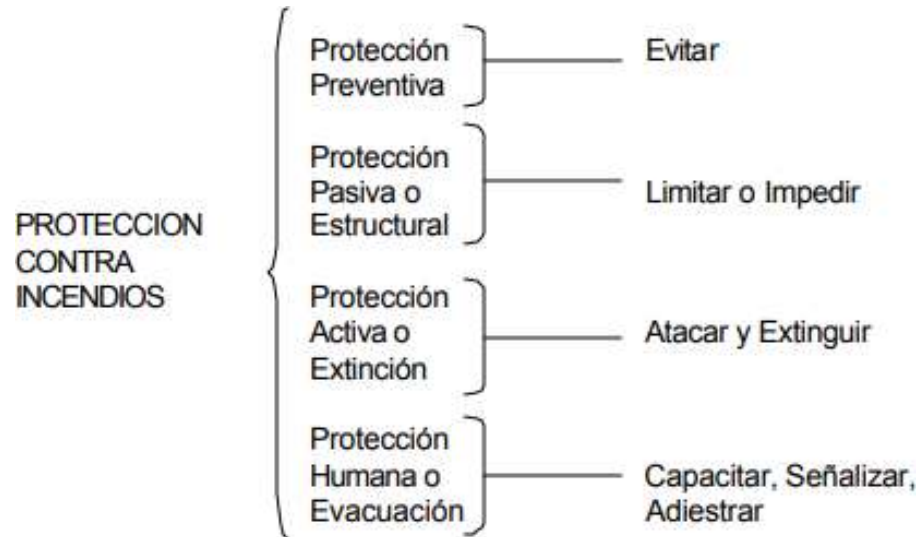 PROTECCION
CONTRA
INCENDIOS
Protección
Preventiva
Evitar
Protección
Pasiva o
Estructural
Limitar o Impedir
Protección
Activa o
Extinción
Atacar y Extinguir
Protección
Humana o
Evacuación
Capacitar, Señalizar,
Adiestrar